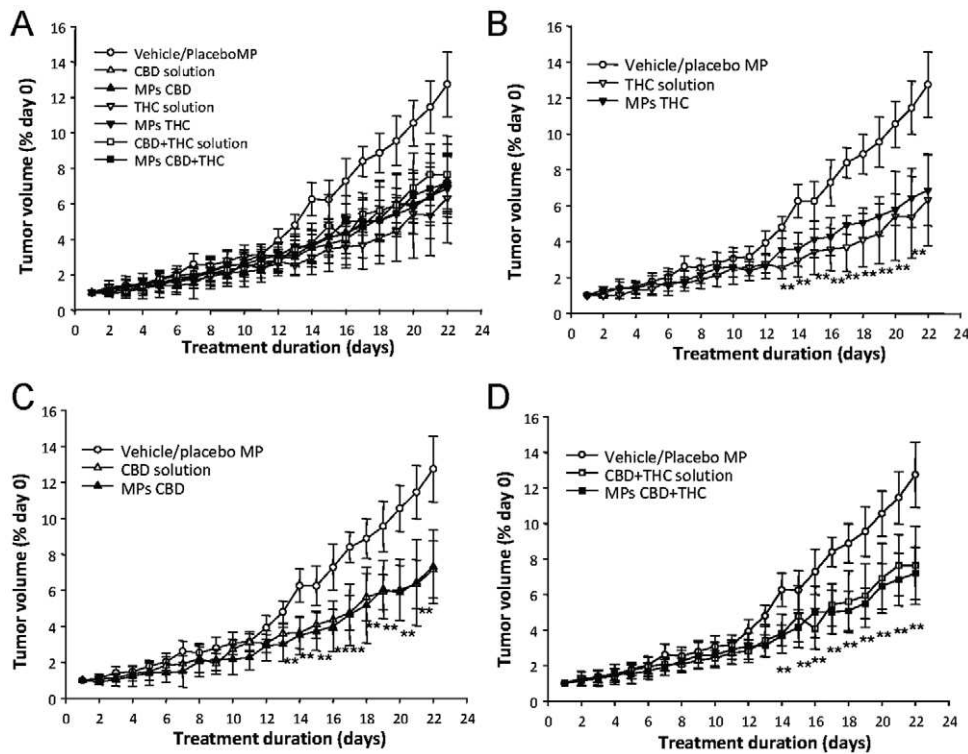 A
Tumor volume (% day 0)
16
14
12
10
8
6
4
2
0
Vehicle/PlaceboMP
CBD solution
MPs CBD
THC solution
MPs THC
CBD+THC solution
MPs CBD+THC
0 2 4 6 8 10 12 14 16 18 20 22 24
Treatment duration (days)
B
Tumor volume (% day 0)
16
14
12
10
8
6
4
2
0
Vehicle/placebo MP
THC solution
MPs THC
** ** ** ** ** ** ** ** **
0 2 4 6 8 10 12 14 16 18 20 22 24
Treatment duration (days)
C
Tumor volume (% day 0)
16
14
12
10
8
6
4
2
0
Vehicle/placebo MP
CBD solution
MPs CBD
** ** ** ** ** ** ** ** **
0 2 4 6 8 10 12 14 16 18 20 22 24
Treatment duration (days)
D
Tumor volume (% day 0)
16
14
12
10
8
6
4
2
0
Vehicle/Placebo MP
CBD+THC solution
MPs CBD+THC
** ** ** ** ** ** ** ** **
0 2 4 6 8 10 12 14 16 18 20 22 24
Treatment duration (days)